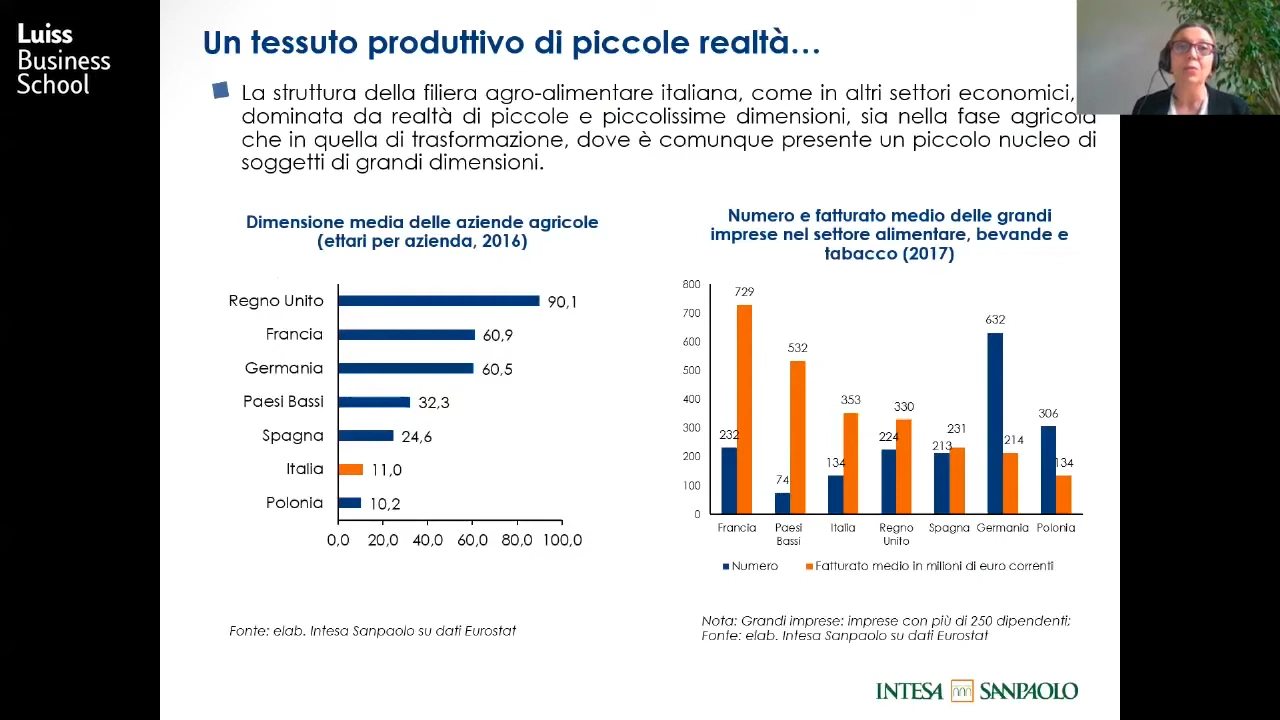 Luiss
Business
School
Un tessuto produttivo di piccole realtà…
La struttura della filiera agro-alimentare italiana, come in altri settori economici,
dominata da realtà di piccole e piccolissime dimensioni, sia nella fase agricola
che in quella di trasformazione, dove è comunque presente un piccolo nucleo di
soggetti di grandi dimensioni.
Dimensione media delle aziende agricole
(ettari per azienda, 2016)
Regno Unito 90,1
Francia 60,9
Germania 60,5
Paesi Bassi 32,3
Spagna 24,6
Italia 11,0
Polonia 10,2
0,0 20,0 40,0 60,0 80,0 100,0
Fonte: elab. Intesa Sanpaolo su dati Eurostat
Numero e fatturato medio delle grandi
imprese nel settore alimentare, bevande e
tabacco (2017)
800
700
600
500
400
300
200
100
0
232 729
74 532
134 353
224 330
213 231
632 214
306 134
Francia Paesi Italia Regno Spagna Germania Polonia
Bassi Unito
Numero Fatturato medio in milioni di euro correnti
Nota: Grandi imprese: imprese con più di 250 dipendenti;
Fonte: elab. Intesa Sanpaolo su dati Eurostat
INTESA SANPAOLO